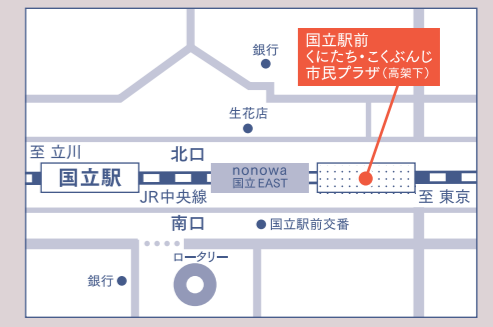 銀行
国立駅前
くにたち・こくぶんじ
市民プラザ(高架下)
生花店
至 立川
北口
国立駅
nonowa
国立EAST
JR中央線
至 東京
南口
国立駅前交番
ロータリー
銀行